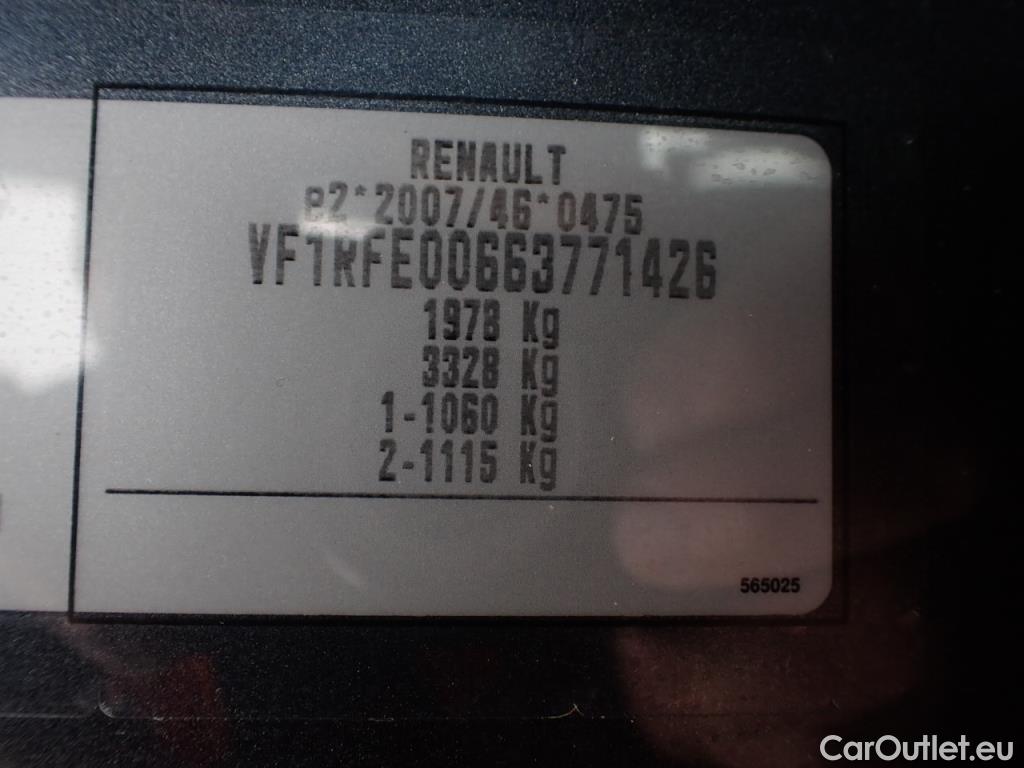 RENAULT
e2*2007/46*0475
VF1RFE00663771426
1978 Kg
3328 Kg
1-1060 Kg
2-1115 Kg
565025
CarOutlet.eu